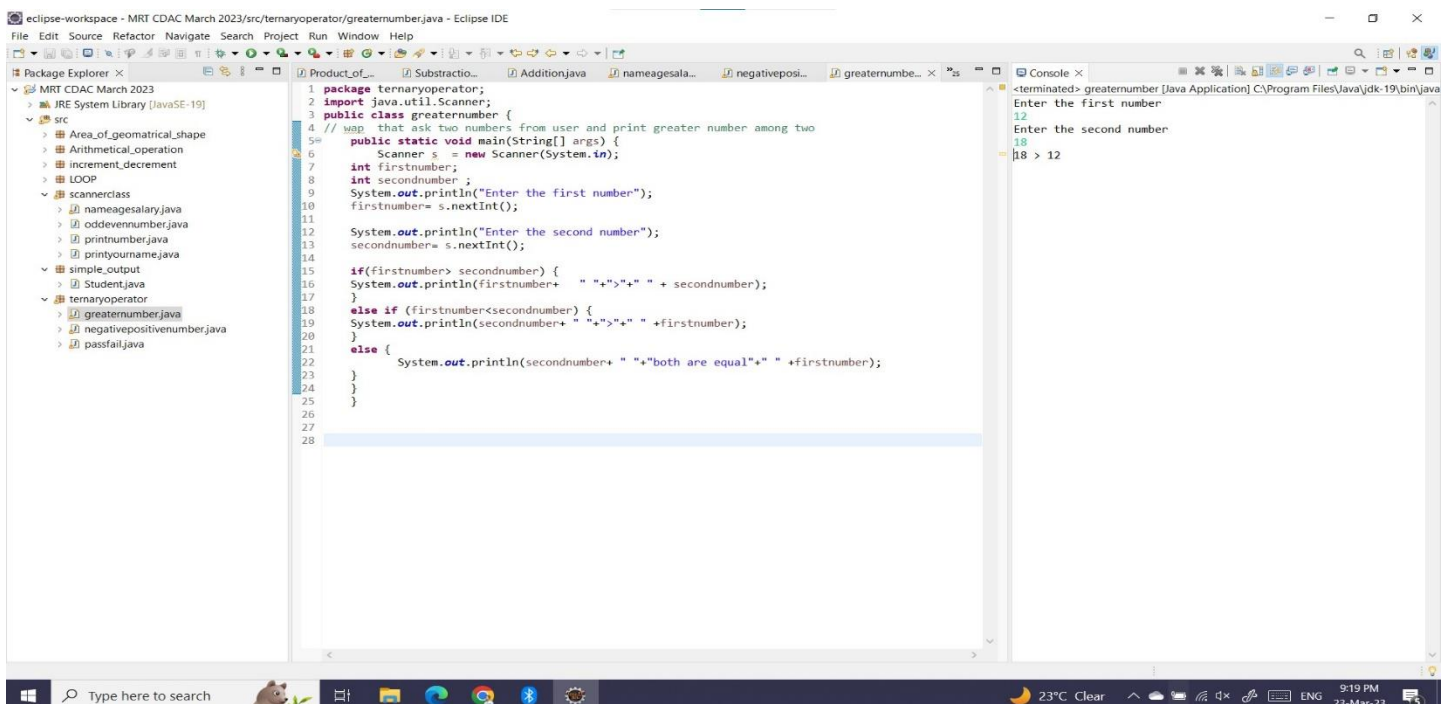 eclipse-workspace - MRT CDAC March 2023/src/ternaryoperator/greaternumber.java - Eclipse IDE
File Edit Source Refactor Navigate Search Project Run Window Help
Package Explorer
MRT CDAC March 2023
JRE System Library [JavaSE-19]
src
Area_of_geomatrical_shape
Arithmetical_operation
increment_decrement
LOOP
scannerclass
nameagesalary.java
oddevennumber.java
printnumber.java
printyourname.java
simple_output
Student.java
ternaryoperator
greaternumber.java
negativepositivenumber.java
passfail.java
Product_of_... Substractio... Addition.java nameagesala... negativeposi... greaternumbe... »25
1 package ternaryoperator;
2 import java.util.Scanner;
3 public class greaternumber {
4 // wap  that ask two numbers from user and print greater number among two
5 public static void main(String[] args) {
6 Scanner s  = new Scanner(System.in);
7 int firstnumber;
8 int secondnumber ;
9 System.out.println("Enter the first number");
10 firstnumber= s.nextInt();
11
12 System.out.println("Enter the second number");
13 secondnumber= s.nextInt();
14
15 if(firstnumber> secondnumber) {
16 System.out.println(firstnumber+   " "+">"+" " + secondnumber);
17 }
18 else if (firstnumber<secondnumber) {
19 System.out.println(secondnumber+ " "+">"+" " +firstnumber);
20 }
21 else {
22 System.out.println(secondnumber+ " "+"both are equal"+" " +firstnumber);
23 }
24 }
25 }
26
27
28
Console
<terminated> greaternumber [Java Application] C:\Program Files\Java\jdk-19\bin\java
Enter the first number
12
Enter the second number
18
18 > 12
Type here to search
23°C Clear
ENG
9:19 PM
23-Mar-23